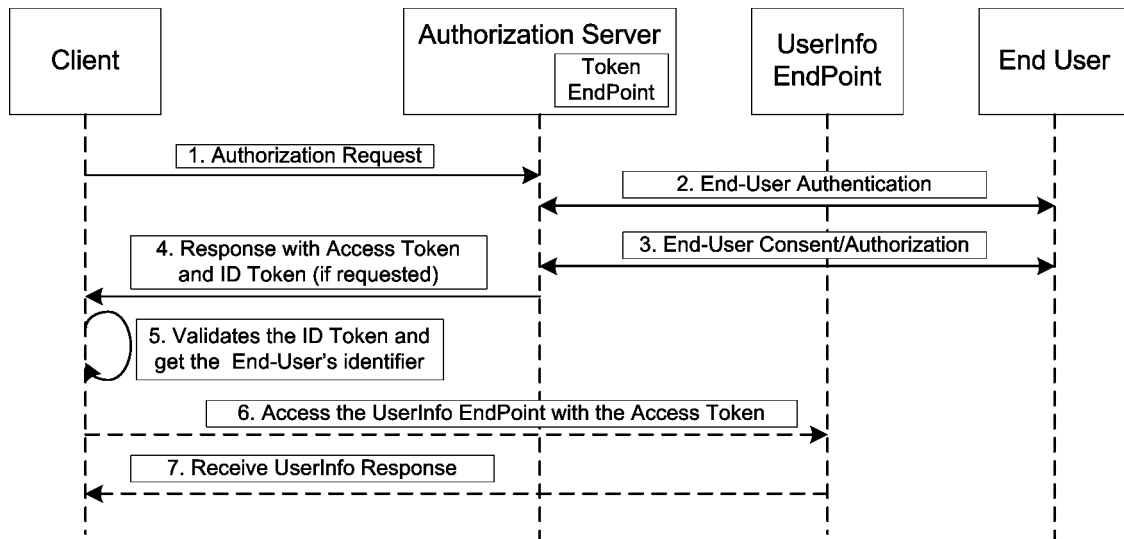 Client
Authorization Server
Token
EndPoint
UserInfo
EndPoint
End User
1. Authorization Request
2. End-User Authentication
3. End-User Consent/Authorization
4. Response with Access Token
and ID Token (if requested)
5. Validates the ID Token and
get the End-User's identifier
6. Access the UserInfo EndPoint with the Access Token
7. Receive UserInfo Response